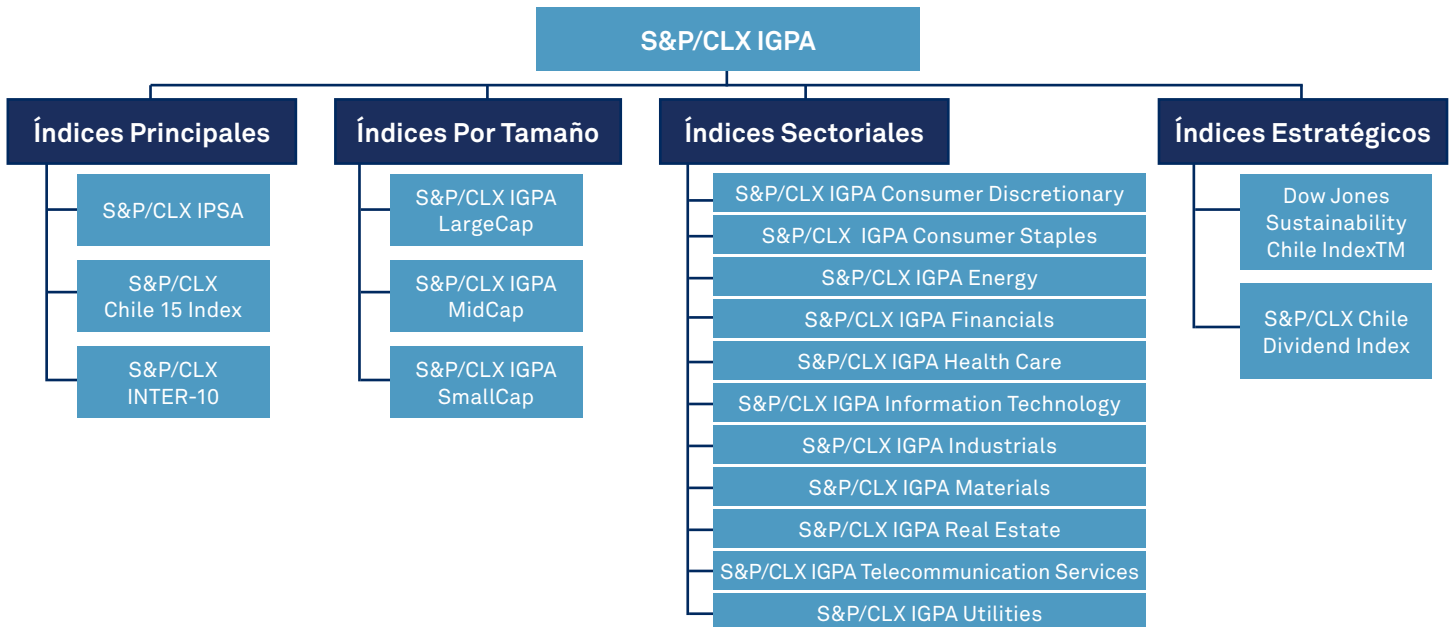 S&P/CLX IGPA
Índices Principales
S&P/CLX IPSA
S&P/CLX
Chile 15 Index
S&P/CLX
INTER-10
Índices Por Tamaño
S&P/CLX IGPA
LargeCap
S&P/CLX IGPA
MidCap
S&P/CLX IGPA
SmallCap
Índices Sectoriales
S&P/CLX IGPA Consumer Discretionary
S&P/CLX IGPA Consumer Staples
S&P/CLX IGPA Energy
S&P/CLX IGPA Financials
S&P/CLX IGPA Health Care
S&P/CLX IGPA Information Technology
S&P/CLX IGPA Industrials
S&P/CLX IGPA Materials
S&P/CLX IGPA Real Estate
S&P/CLX IGPA Telecommunication Services
S&P/CLX IGPA Utilities
Índices Estratégicos
Dow Jones
Sustainability
Chile IndexTM
S&P/CLX Chile
Dividend Index